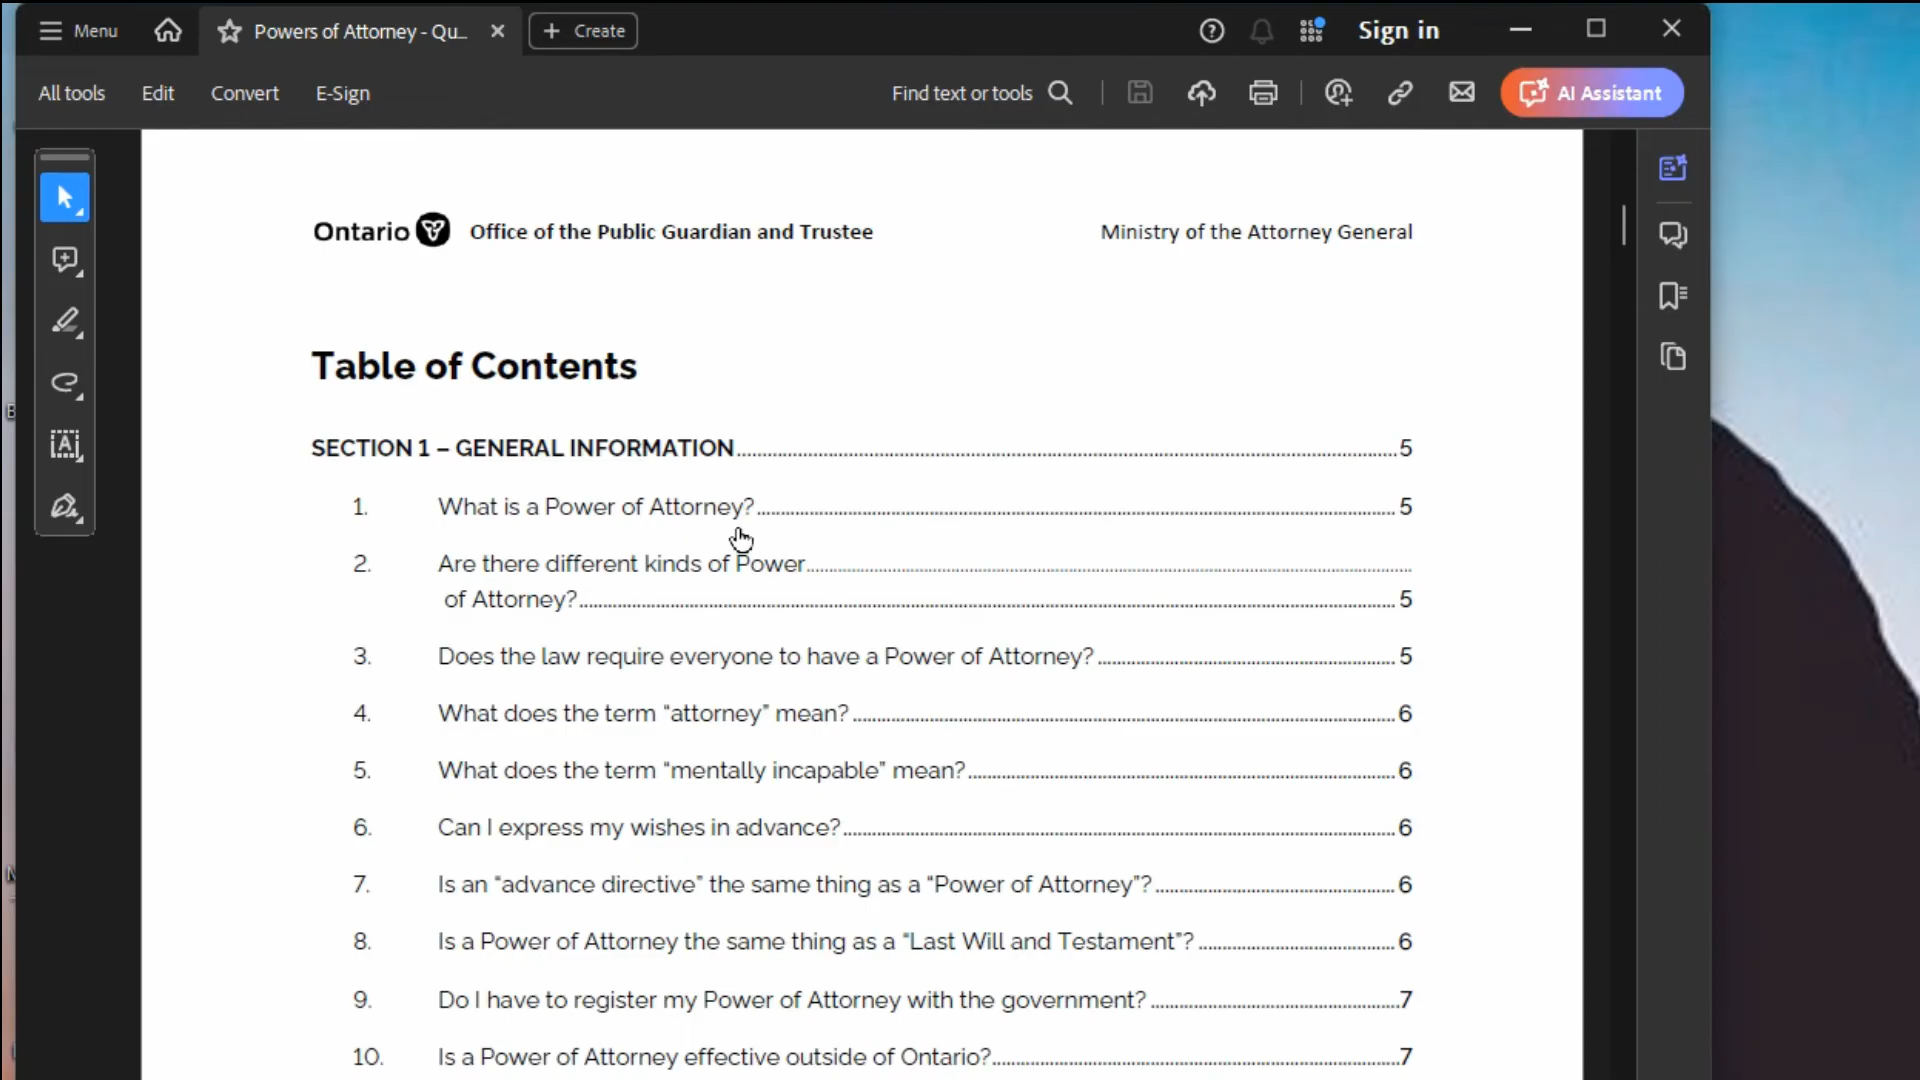 Menu
Powers of Attorney - Qu...
Create
Sign in
All tools
Edit
Convert
E-Sign
Find text or tools
AI Assistant
Ontario
Office of the Public Guardian and Trustee
Ministry of the Attorney General
Table of Contents
SECTION 1 – GENERAL INFORMATION 5
1. What is a Power of Attorney? 5
2. Are there different kinds of Power
of Attorney? 5
3. Does the law require everyone to have a Power of Attorney? 5
4. What does the term “attorney” mean? 6
5. What does the term “mentally incapable” mean? 6
6. Can I express my wishes in advance? 6
7. Is an “advance directive” the same thing as a “Power of Attorney”? 6
8. Is a Power of Attorney the same thing as a “Last Will and Testament”? 6
9. Do I have to register my Power of Attorney with the government? 7
10. Is a Power of Attorney effective outside of Ontario? 7